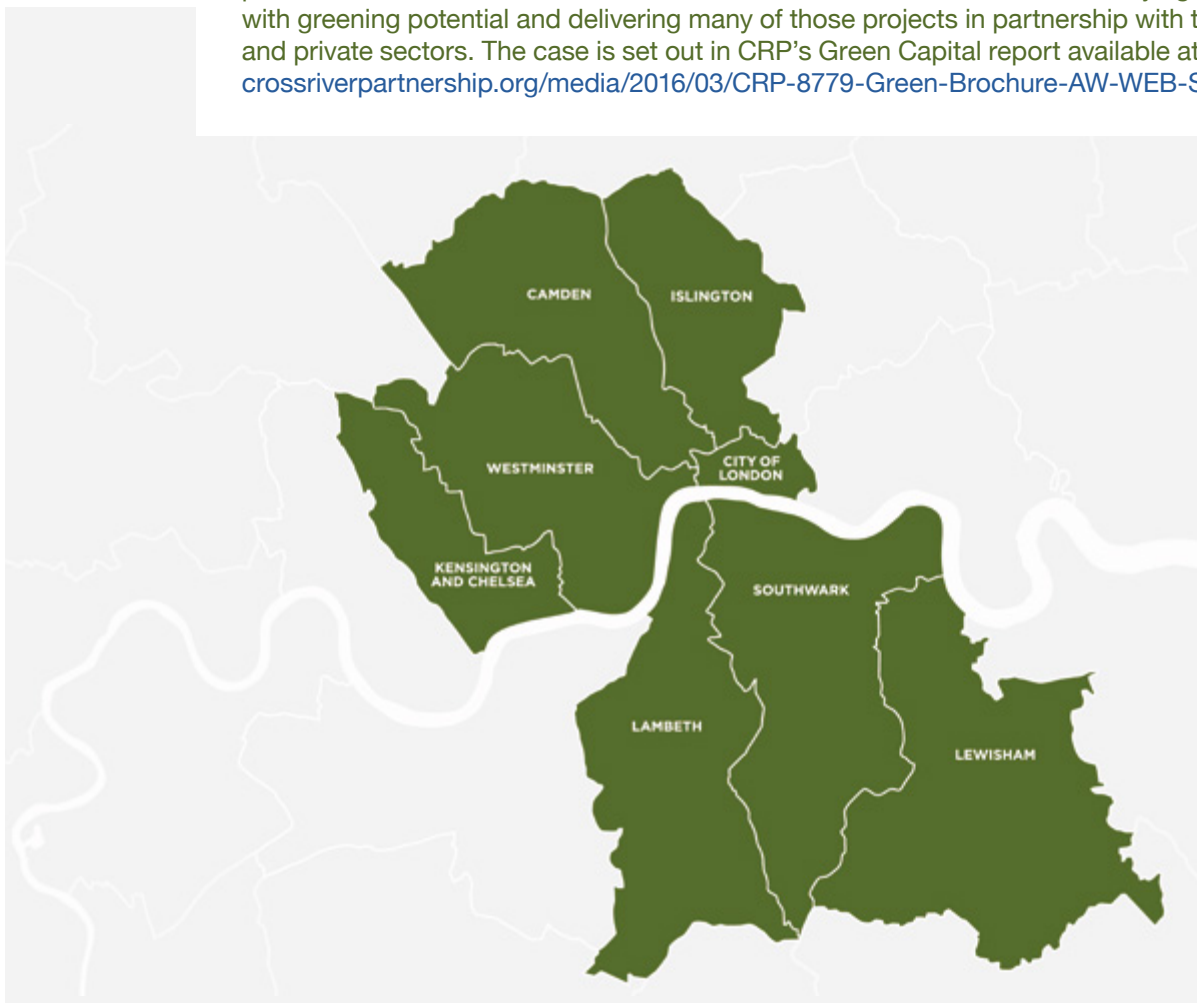 with greening potential and delivering many of those projects in partnership with
and private sectors. The case is set out in CRP's Green Capital report available at
crossriverpartnership.org/media/2016/03/CRP-8779-Green-Brochure-AW-WEB-S
CAMDEN
ISLINGTON
WESTMINSTER
CITY OF
LONDON
KENSINGTON
AND CHELSEA
SOUTHWARK
LAMBETH
LEWISHAM